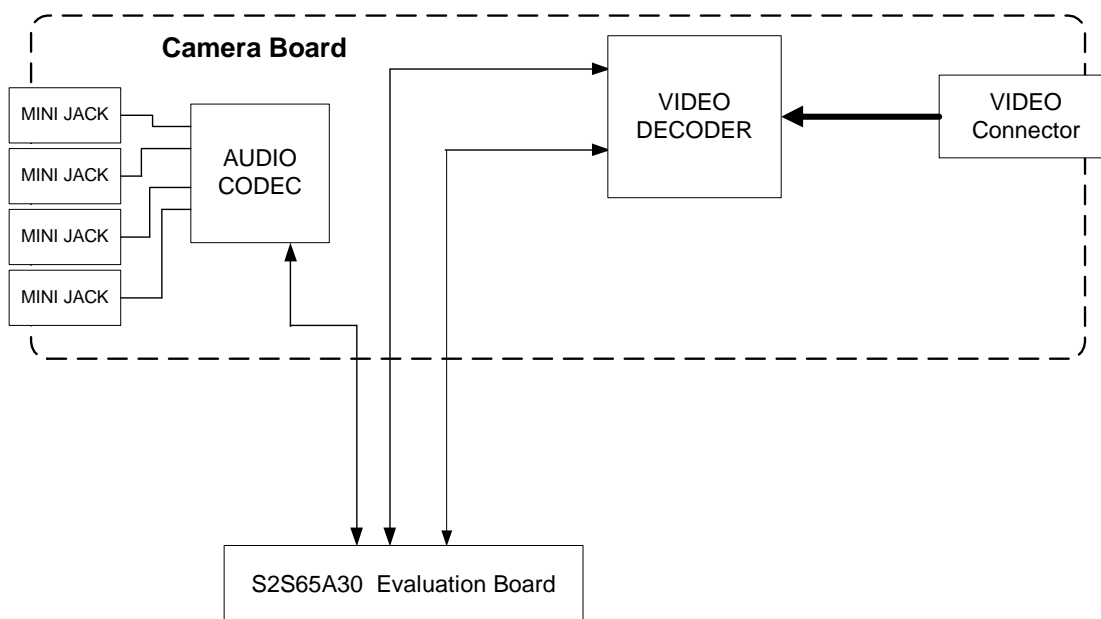 Camera Board
MINI JACK
MINI JACK
MINI JACK
MINI JACK
AUDIO
CODEC
VIDEO
DECODER
VIDEO
Connector
S2S65A30 Evaluation Board